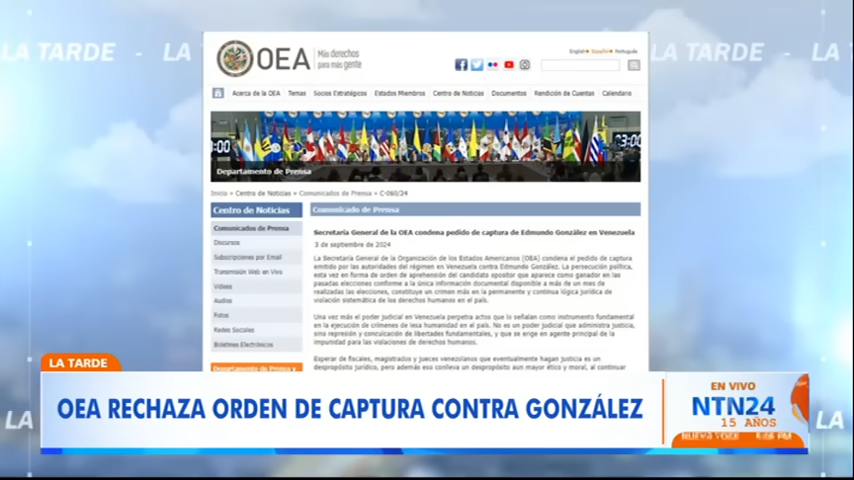 LA TARDE - LA
LA TARDE
OEA Más derechos
para más gente
English Español Português
Acerca de la OEA Temas Socios Estratégicos Estados Miembros Centro de Noticias Documentos Rendición de Cuentas Calendario
:00
23:00
Departamento de Prensa
Inicio » Centro de Noticias » Comunicados de Prensa » C-060/24
Centro de Noticias
Comunicado de Prensa
Comunicados de Prensa
Discursos
Subscripciones por Email
Transmisión Web en Vivo
Videos
Audios
Fotos
Redes Sociales
Boletines Electrónicos
Departamento de Prensa y
Secretaría General de la OEA condena pedido de captura de Edmundo González en Venezuela
3 de septiembre de 2024
La Secretaría General de la Organización de los Estados Americanos (OEA) condena el pedido de captura
emitido por las autoridades del régimen en Venezuela contra Edmundo González. La persecución política,
esta vez en forma de orden de aprehensión del candidato opositor que aparece como ganador en las
pasadas elecciones conforme a la única información documental disponible a más de un mes de
realizadas las elecciones, constituye un crimen más en la permanente y continua lógica jurídica de
violación sistemática de los derechos humanos en el país.
Una vez más el poder judicial en Venezuela perpetra actos que lo señalan como instrumento fundamental
en la ejecución de crímenes de lesa humanidad en el país. No es un poder judicial que administra justicia,
sino represión y conculcación de libertades fundamentales, y que se erige en agente principal de la
impunidad para las violaciones de derechos humanos.
Esperar de fiscales, magistrados y jueces venezolanos que eventualmente hagan justicia es un
despropósito jurídico, pero además eso conlleva un despropósito aun mayor ético y moral, al continuar
LA TARDE
OEA RECHAZA ORDEN DE CAPTURA CONTRA GONZÁLEZ
EN VIVO
NTN24
15 AÑOS
NUEVA YORK
LA
LA